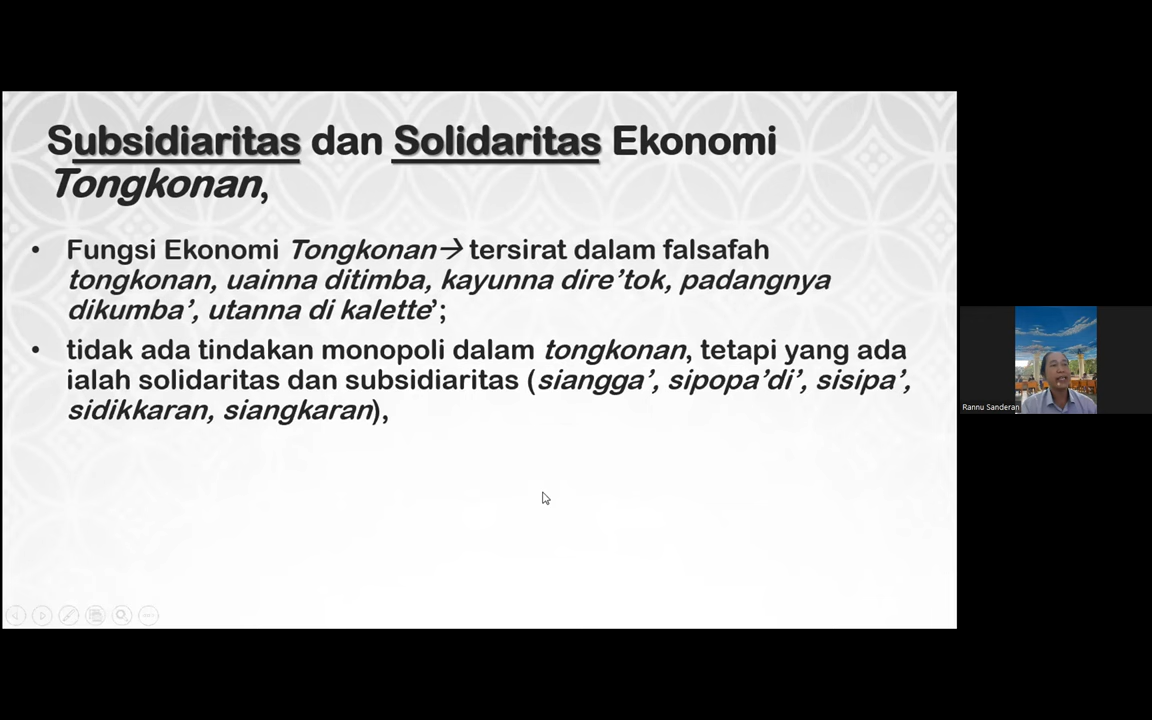 Subsidiaritas dan Solidaritas Ekonomi
Tongkonan,
• Fungsi Ekonomi Tongkonan→ tersirat dalam falsafah
tongkonan, uainna ditimba, kayunna dire’tok, padangnya
dikumba’, utanna di kalette’;
• tidak ada tindakan monopoli dalam tongkonan, tetapi yang ada
ialah solidaritas dan subsidiaritas (siangga’, sipopa’di’, sisipa’,
sidikkaran, siangkaran),
Rannu Sanderan